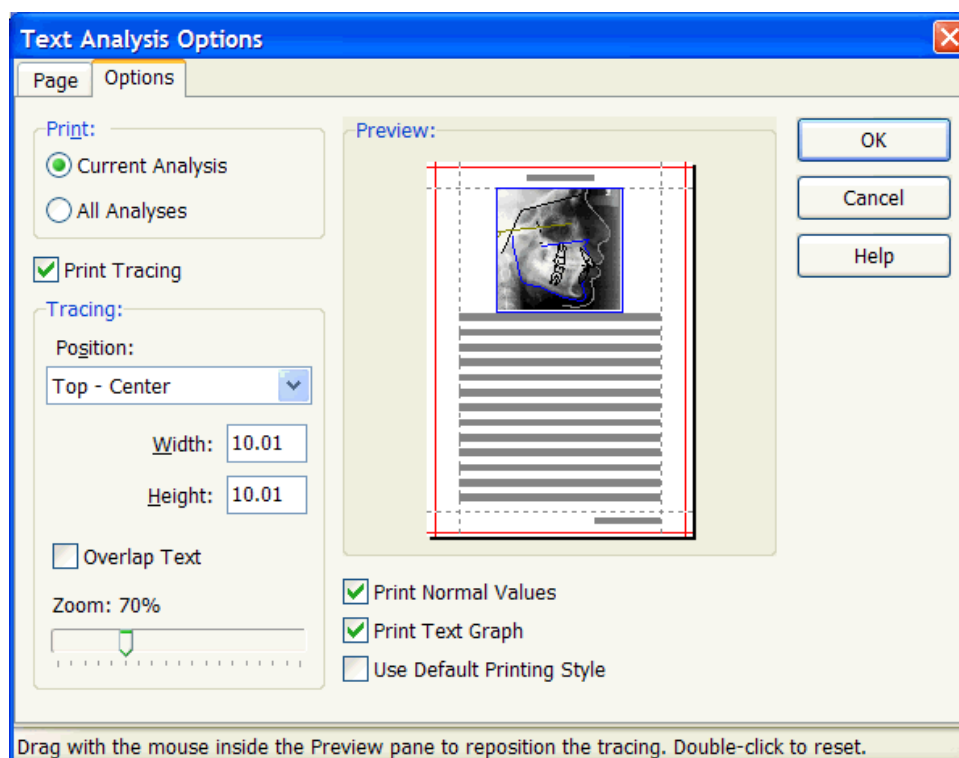 Text Analysis Options
Page
Options
Print:
Current Analysis
All Analyses
Print Tracing
Tracing:
Position:
Top - Center
Width: 10.01
Height: 10.01
Overlap Text
Zoom: 70%
Preview:
Print Normal Values
Print Text Graph
Use Default Printing Style
OK
Cancel
Help
Drag with the mouse inside the Preview pane to reposition the tracing. Double-click to reset.